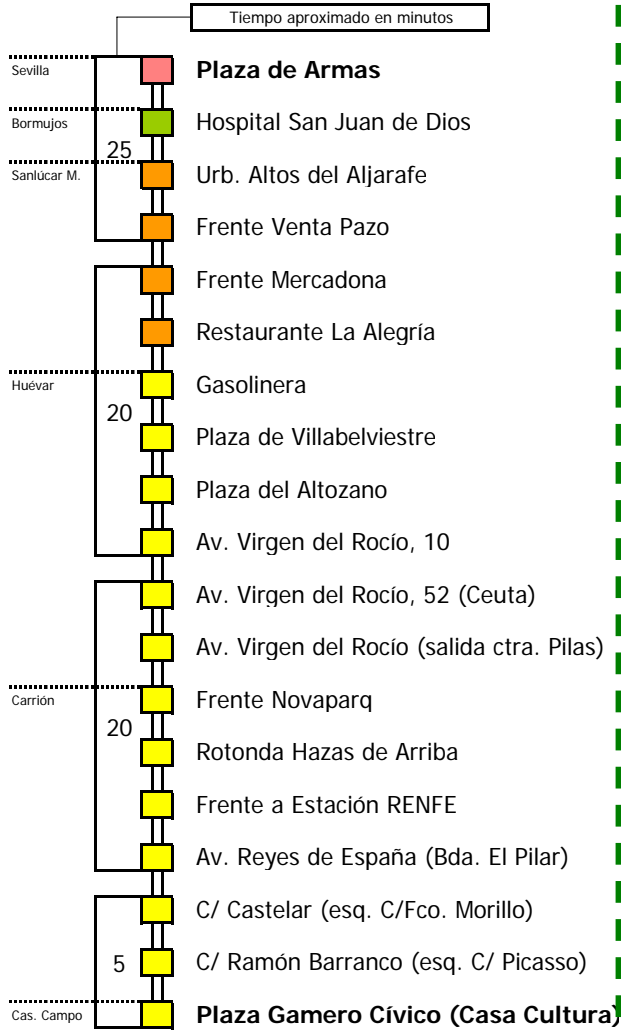 Tiempo aproximado en minutos
Sevilla
Plaza de Armas
Bormujos
Hospital San Juan de Dios
25
Sanlúcar M.
Urb. Altos del Aljarafe
Frente Venta Pazo
Frente Mercadona
Restaurante La Alegría
Huévar
Gasolinera
20
Plaza de Villabelviestre
Plaza del Altozano
Av. Virgen del Rocío, 10
Av. Virgen del Rocío, 52 (Ceuta)
Av. Virgen del Rocío (salida ctra. Pilas)
Carrión
Frente Novaparq
20
Rotonda Hazas de Arriba
Frente a Estación RENFE
Av. Reyes de España (Bda. El Pilar)
C/ Castelar (esq. C/Fco. Morillo)
5
C/ Ramón Barranco (esq. C/ Picasso)
Cas. Campo
Plaza Gamero Cívico (Casa Cultura)